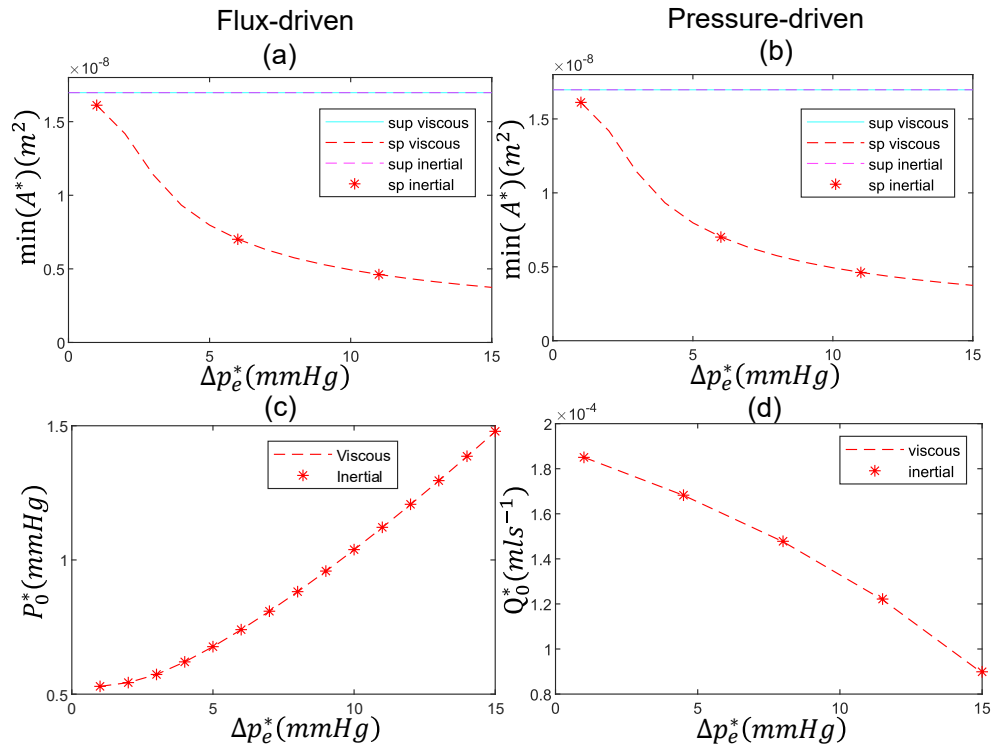 Flux-driven
Pressure-driven
(a)
(b)
×10⁻⁸
min(A*)(m²)
0
0.5
1
1.5
sup viscous
sp viscous
sup inertial
sp inertial
0
5
10
15
Δp*ₑ(mmHg)
×10⁻⁸
min(A*)(m²)
0
0.5
1
1.5
sup viscous
sp viscous
sup inertial
sp inertial
0
5
10
15
Δp*ₑ(mmHg)
(c)
(d)
P*₀(mmHg)
0.5
1
1.5
Viscous
Inertial
0
5
10
15
Δp*ₑ(mmHg)
×10⁻⁴
Q*₀(mls⁻¹)
0.8
1
1.2
1.4
1.6
1.8
2
viscous
inertial
0
5
10
15
Δp*ₑ(mmHg)